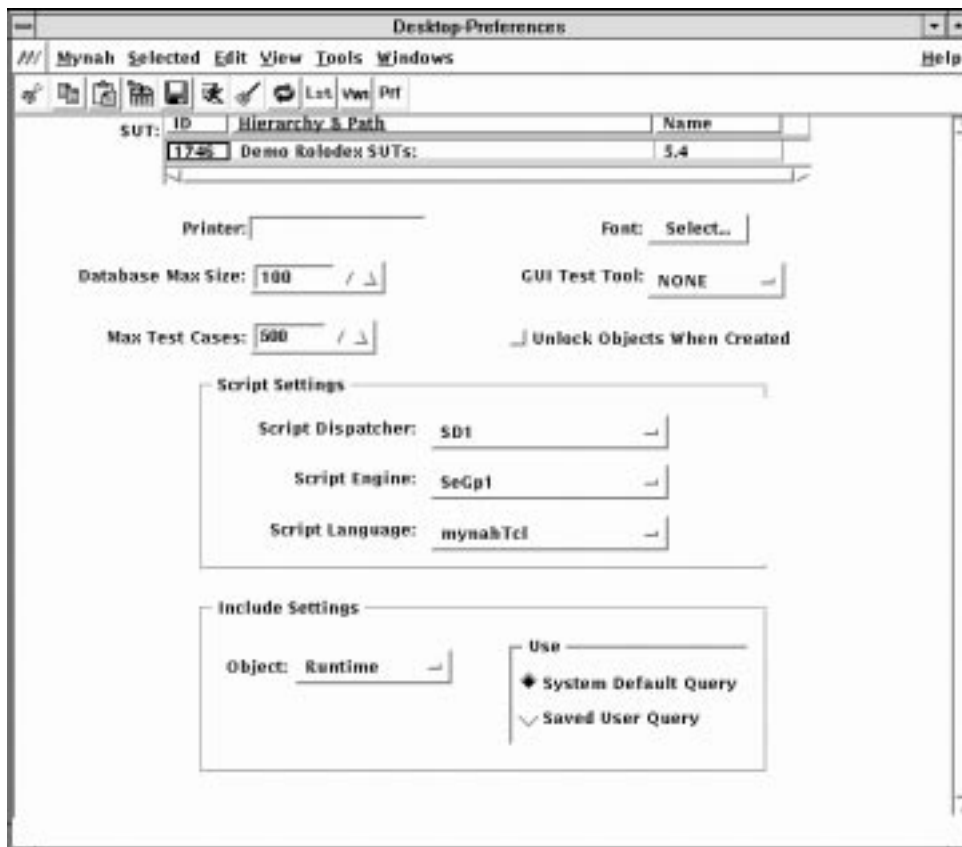 Desktop-Preferences
Mynah Selected Edit View Tools Windows Help
Lst Vwr Prf
SUT: ID Hierarchy & Path Name
1746 Demo Rolodex SUTs: 5.4
Printer: Font: Select...
Database Max Size: 100 GUI Test Tool: NONE
Max Test Cases: 500 Unlock Objects When Created
Script Settings
Script Dispatcher: SD1
Script Engine: SeGp1
Script Language: mynahTcl
Include Settings
Use
Object: Runtime
System Default Query
Saved User Query